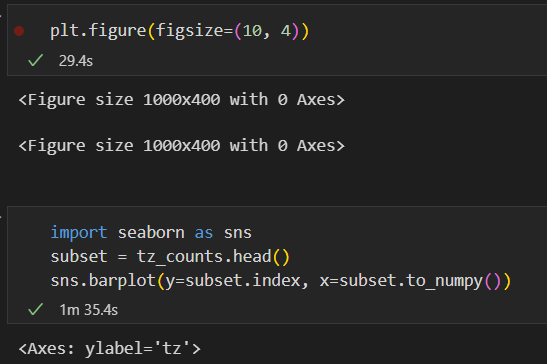 plt.figure(figsize=(10, 4))
29.4s
<Figure size 1000x400 with 0 Axes>
<Figure size 1000x400 with 0 Axes>
import seaborn as sns
subset = tz_counts.head()
sns.barplot(y=subset.index, x=subset.to_numpy())
1m 35.4s
<Axes: ylabel='tz'>